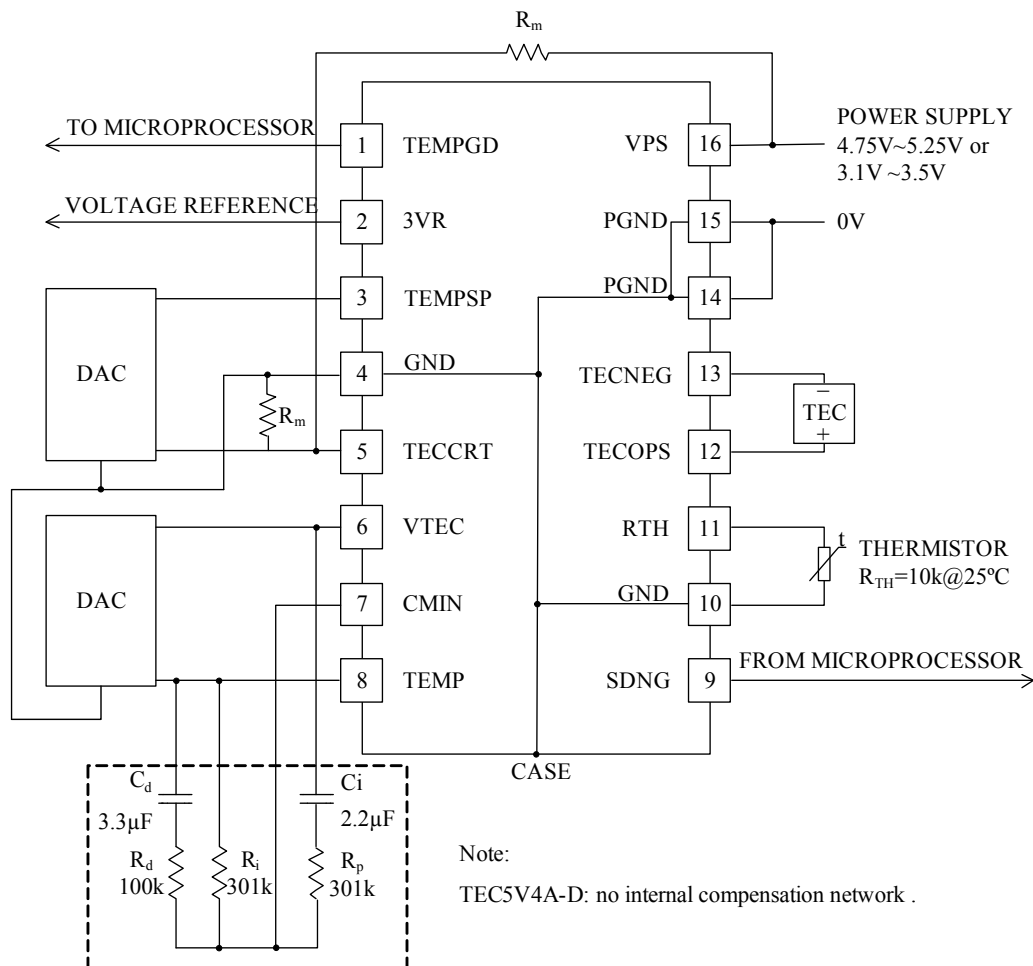 Rm
TO MICROPROCESSOR
1
TEMPGD
VPS
16
POWER SUPPLY
4.75V~5.25V or
3.1V ~3.5V
VOLTAGE REFERENCE
2
3VR
PGND
15
0V
3
TEMPSP
PGND
14
DAC
4
GND
TECNEG
13
−
TEC
+
Rm
5
TECCRT
TECOPS
12
6
VTEC
RTH
11
t
THERMISTOR
RTH=10k@25ºC
DAC
7
CMIN
GND
10
8
TEMP
SDNG
9
FROM MICROPROCESSOR
CASE
Cd
3.3µF
Ci
2.2µF
Rd
100k
Ri
301k
Rp
301k
Note:
TEC5V4A-D: no internal compensation network .